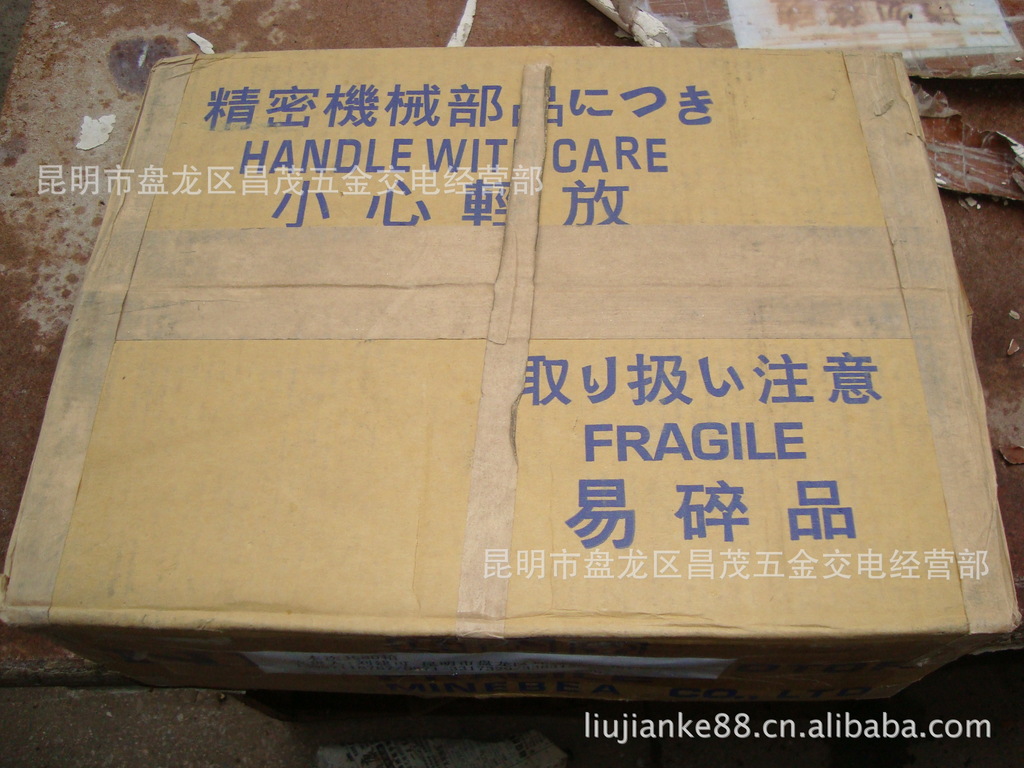 精密機械部品につき
HANDLE WITH CARE
昆明市盘龙区昌茂五金交电经营部
小心輕放
取り扱い注意
FRAGILE
易碎品
昆明市盘龙区昌茂五金交电经营部
MINEBEA CO., LTD
liujianke88.cn.alibaba.com